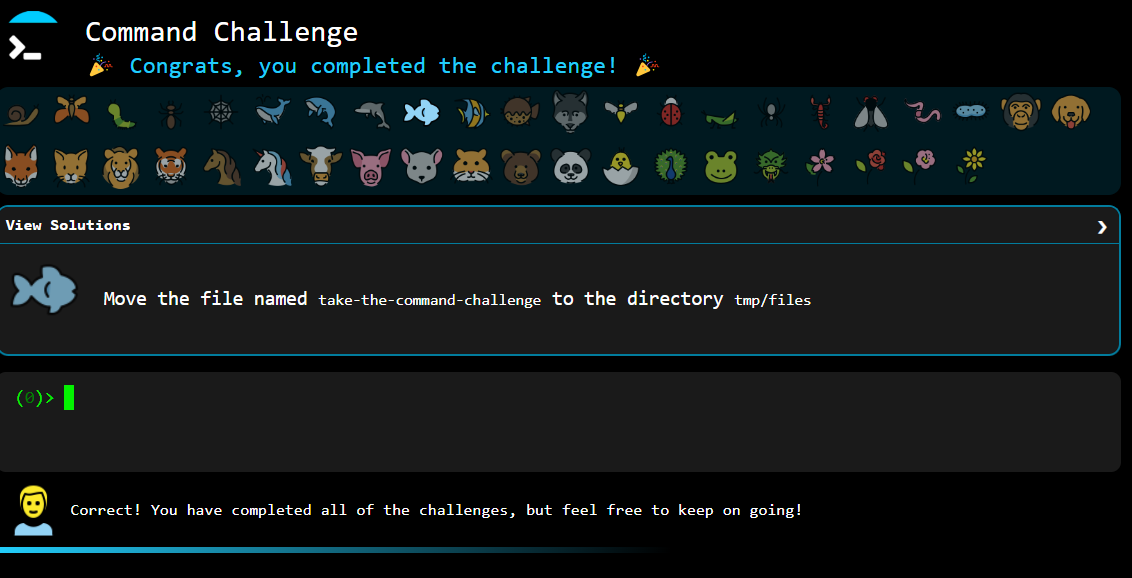 Command Challenge
🎉 Congrats, you completed the challenge! 🎉
View Solutions
Move the file named take-the-command-challenge to the directory tmp/files
(0)>
Correct! You have completed all of the challenges, but feel free to keep on going!